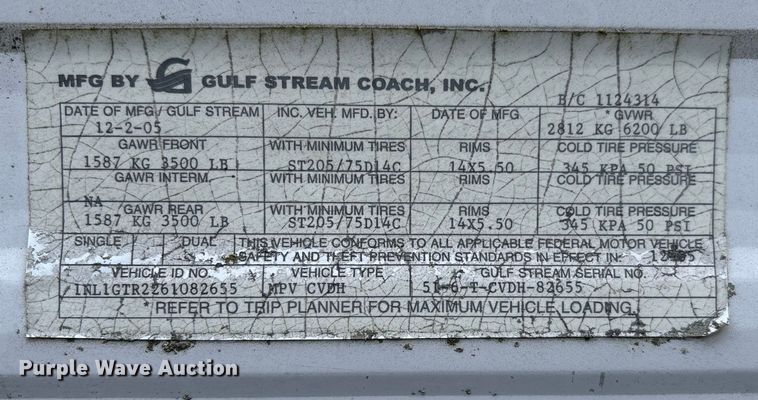 MFG BY GULF STREAM COACH, INC.
B/C 1124314
DATE OF MFG / GULF STREAM INC. VEH. MFD. BY: DATE OF MFG GVWR
12-2-05 2812 KG 6200 LB
GAWR FRONT WITH MINIMUM TIRES RIMS COLD TIRE PRESSURE
1587 KG 3500 LB ST205/75D14C 14X5.50 345 KPA 50 PSI
GAWR INTERM. WITH MINIMUM TIRES RIMS COLD TIRE PRESSURE
NA
GAWR REAR WITH MINIMUM TIRES RIMS COLD TIRE PRESSURE
1587 KG 3500 LB ST205/75D14C 14X5.50 345 KPA 50 PSI
SINGLE DUAL THIS VEHICLE CONFORMS TO ALL APPLICABLE FEDERAL MOTOR VEHICLE
SAFETY AND THEFT PREVENTION STANDARDS IN EFFECT IN: 12-05
VEHICLE ID NO. VEHICLE TYPE GULF STREAM SERIAL NO.
1NL1GTR2261082655 MPV CVDH 51-6-T-CVDH-82655
*REFER TO TRIP PLANNER FOR MAXIMUM VEHICLE LOADING.
Purple Wave Auction